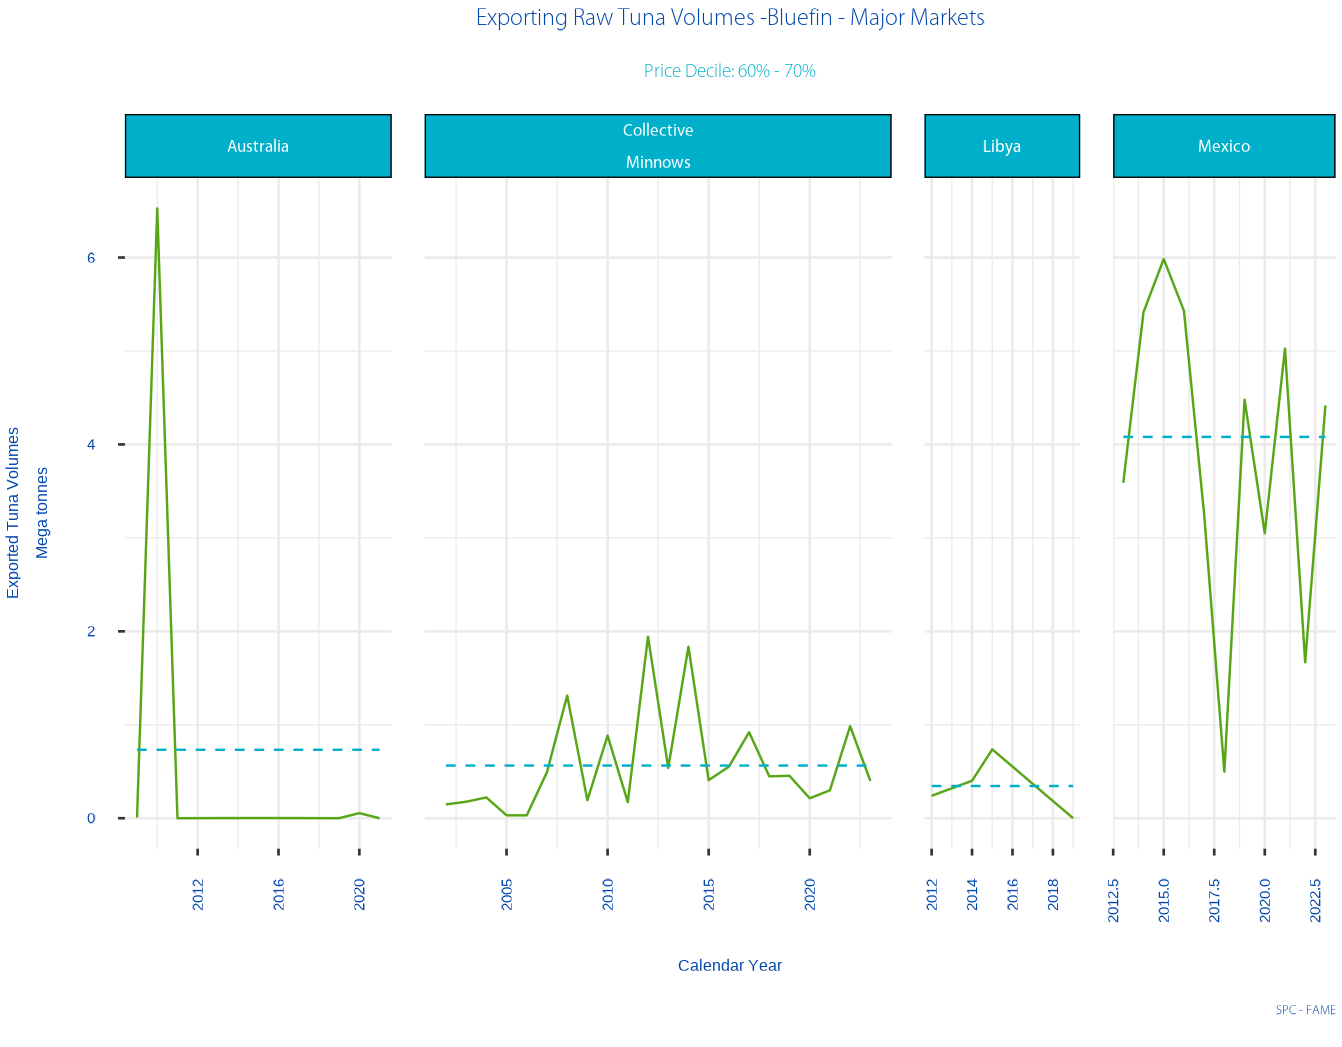 Exporting Raw Tuna Volumes -Bluefin - Major Markets
Price Decile: 60% - 70%
Australia
Collective
Minnows
Libya
Mexico
Exported Tuna Volumes
Mega tonnes
6
4
2
0
2012
2016
2020
2005
2010
2015
2020
2012
2014
2016
2018
2012.5
2015.0
2017.5
2020.0
2022.5
Calendar Year
SPC - FAME